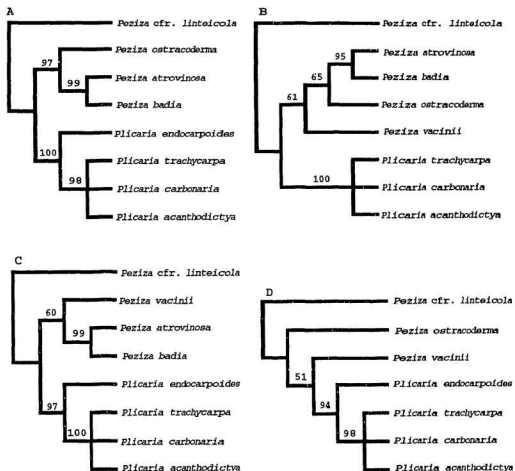 A
Peziza cfr. linteicola
Peziza ostracoderma
97
Peziza atrovinosa
99
Peziza badia
Plicaria endocarpoides
100
Plicaria trachycarpa
98
Plicaria carbonaria
Plicaria acanthodictya
B
Peziza cfr. linteicola
95
Peziza atrovinosa
65
Peziza badia
61
Peziza ostracoderma
Peziza vacinii
Plicaria trachycarpa
100
Plicaria carbonaria
Plicaria acanthodictya
C
Peziza cfr. linteicola
60
Peziza vacinii
99
Peziza atrovinosa
Peziza badia
Plicaria endocarpoides
97
Plicaria trachycarpa
100
Plicaria carbonaria
Plicaria acanthodictya
D
Peziza cfr. linteicola
Peziza ostracoderma
51
Peziza vacinii
94
Plicaria endocarpoides
98
Plicaria trachycarpa
Plicaria carbonaria
Plicaria acanthodictya